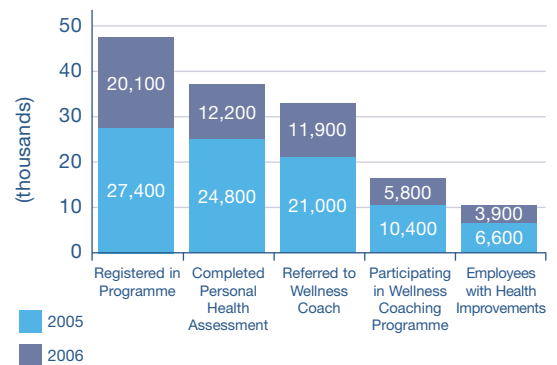 (thousands)
50
40
30
20
10
0
20,100
27,400
12,200
24,800
11,900
21,000
5,800
10,400
3,900
6,600
Registered in
Programme
Completed
Personal
Health
Assessment
Referred to
Wellness
Coach
Participating
in Wellness
Coaching
Programme
Employees
with Health
Improvements
2005
2006